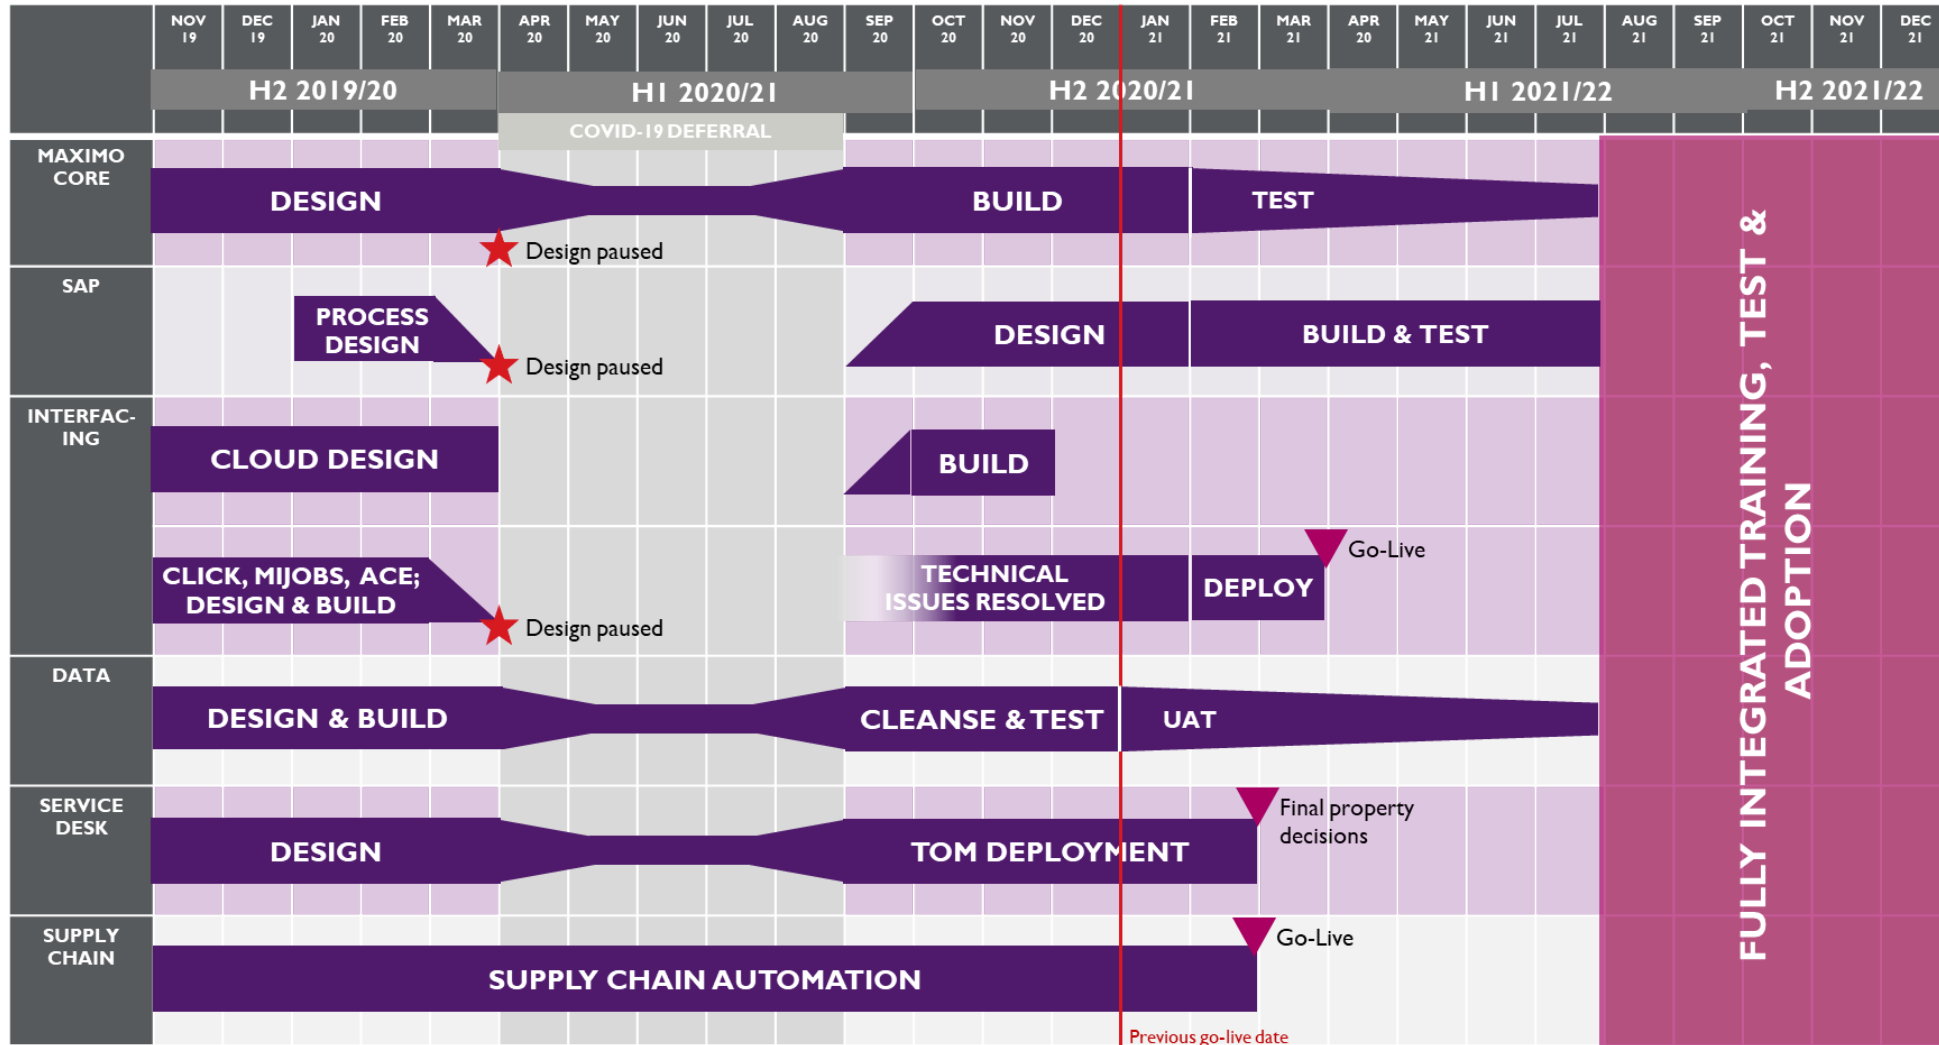 NOV DEC JAN FEB MAR APR MAY JUN JUL AUG SEP OCT NOV DEC JAN FEB MAR APR MAY JUN JUL AUG SEP OCT NOV DEC
19 19 20 20 20 20 20 20 20 20 20 20 20 20 21 21 21 20 21 21 21 21 21 21 21 21
H2 2019/20 H1 2020/21 H2 2020/21 H1 2021/22 H2 2021/22
COVID-19 DEFERRAL
MAXIMO
CORE
DESIGN
BUILD
TEST
Design paused
SAP
PROCESS
DESIGN
Design paused
DESIGN
BUILD & TEST
INTERFAC-
ING
CLOUD DESIGN
BUILD
CLICK, MIJOBS, ACE;
DESIGN & BUILD
Design paused
TECHNICAL
ISSUES RESOLVED
DEPLOY
Go-Live
DATA
DESIGN & BUILD
CLEANSE & TEST
UAT
SERVICE
DESK
DESIGN
TOM DEPLOYMENT
Final property
decisions
SUPPLY
CHAIN
SUPPLY CHAIN AUTOMATION
Go-Live
Previous go-live date
FULLY INTEGRATED TRAINING, TEST &
ADOPTION